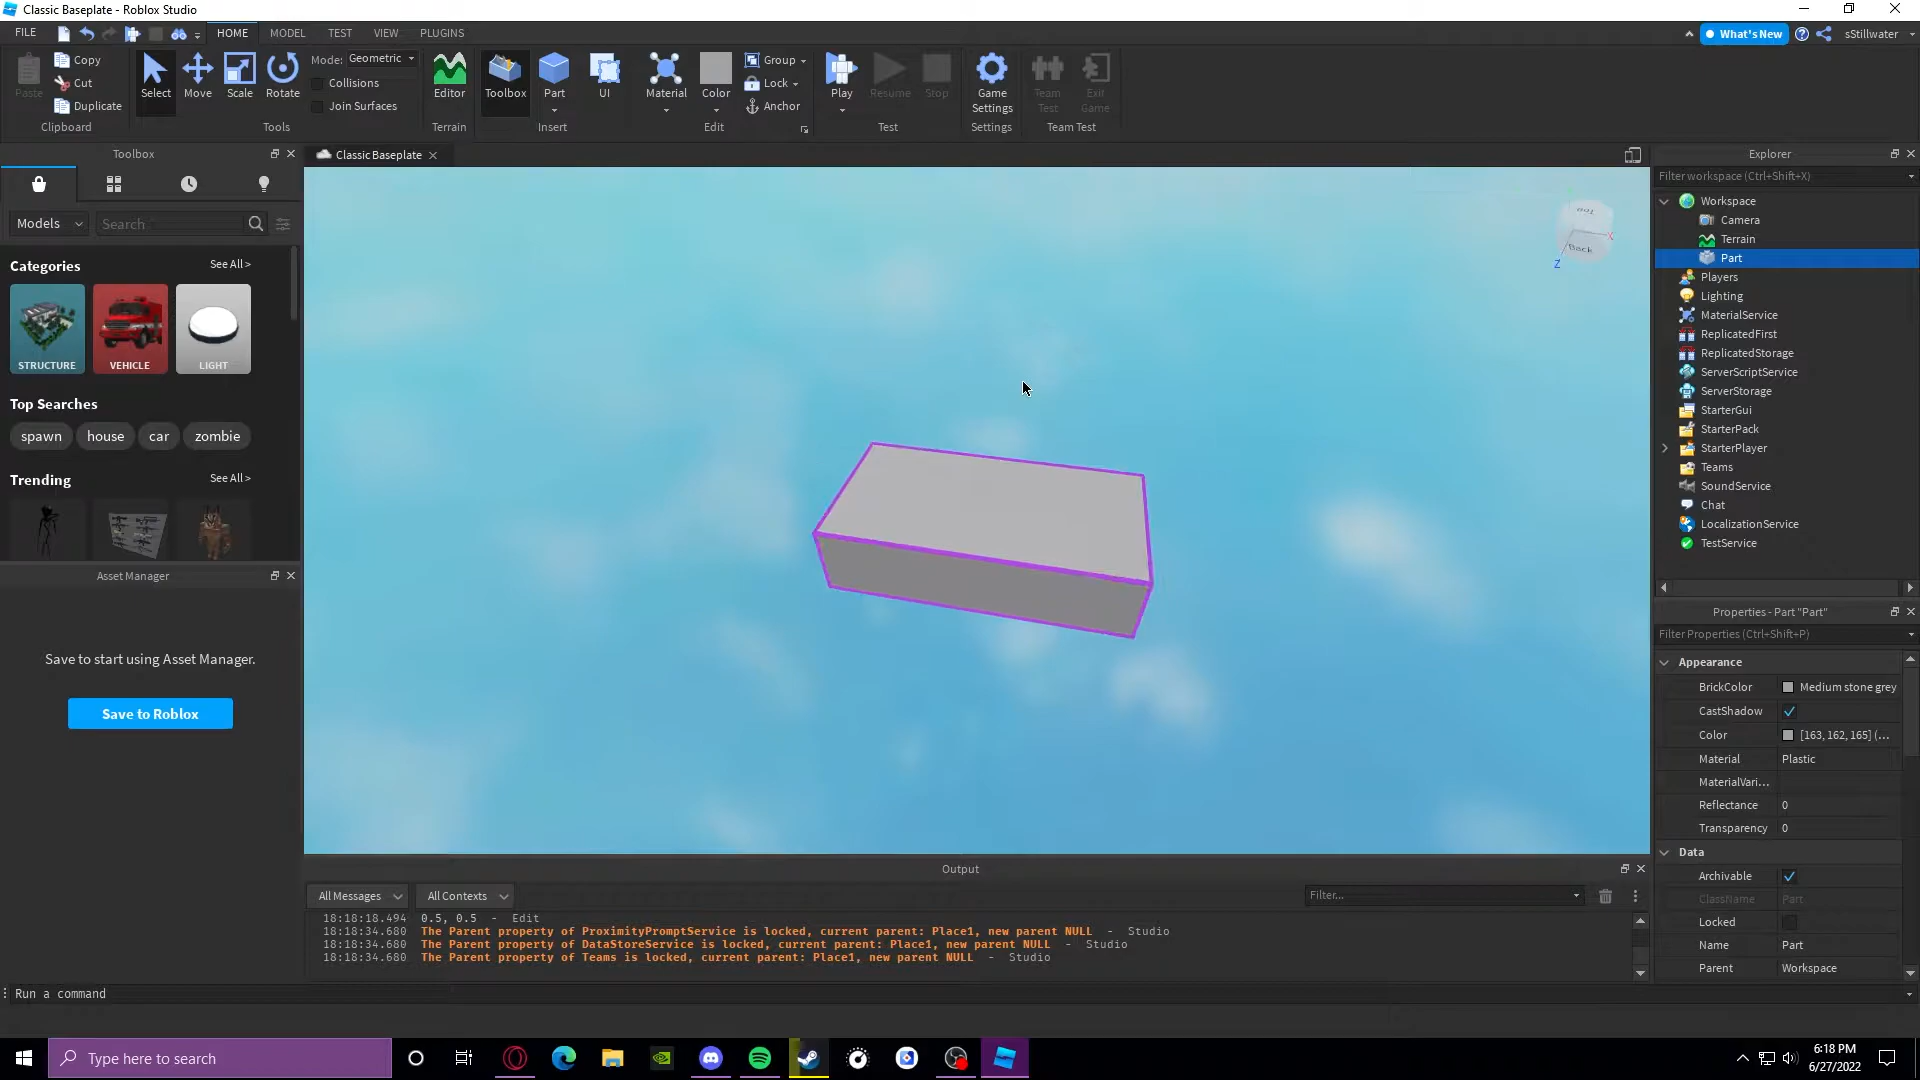 Classic Baseplate - Roblox Studio
FILE
HOME
MODEL
TEST
VIEW
PLUGINS
What's New
sStillwater
Paste
Copy
Cut
Duplicate
Clipboard
Select
Move
Scale
Rotate
Mode: Geometric
Collisions
Join Surfaces
Tools
Editor
Terrain
Toolbox
Part
UI
Insert
Material
Color
Group
Lock
Anchor
Edit
Play
Resume
Stop
Test
Game Settings
Settings
Team Test
Exit Game
Team Test
Toolbox
Models
Search
Categories
See All >
STRUCTURE
VEHICLE
LIGHT
Top Searches
spawn
house
car
zombie
Trending
See All >
Asset Manager
Save to start using Asset Manager.
Save to Roblox
Classic Baseplate
Top
Back
X
Z
Output
All Messages
All Contexts
Filter...
18:18:18.494 0.5, 0.5 - Edit
18:18:34.680 The Parent property of ProximityPromptService is locked, current parent: Place1, new parent NULL - Studio
18:18:34.680 The Parent property of DataStoreService is locked, current parent: Place1, new parent NULL - Studio
18:18:34.680 The Parent property of Teams is locked, current parent: Place1, new parent NULL - Studio
Run a command
Explorer
Filter workspace (Ctrl+Shift+X)
Workspace
Camera
Terrain
Part
Players
Lighting
MaterialService
ReplicatedFirst
ReplicatedStorage
ServerScriptService
ServerStorage
StarterGui
StarterPack
StarterPlayer
Teams
SoundService
Chat
LocalizationService
TestService
Properties - Part "Part"
Filter Properties (Ctrl+Shift+P)
Appearance
BrickColor Medium stone grey
CastShadow
Color [163, 162, 165] (...
Material Plastic
MaterialVari...
Reflectance 0
Transparency 0
Data
Archivable
ClassName Part
Locked
Name Part
Parent Workspace
Type here to search
6:18 PM
6/27/2022